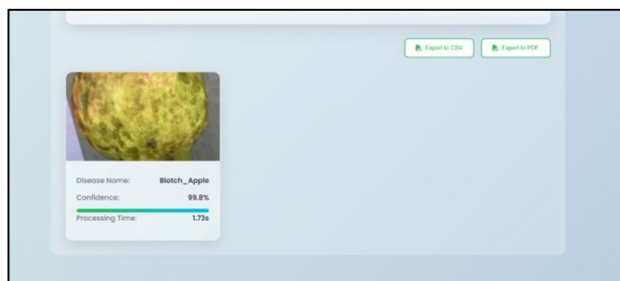 Export to CSV Export to PDF
Disease Name: Blotch_Apple
Confidence: 99.8%
Processing Time: 1.73s